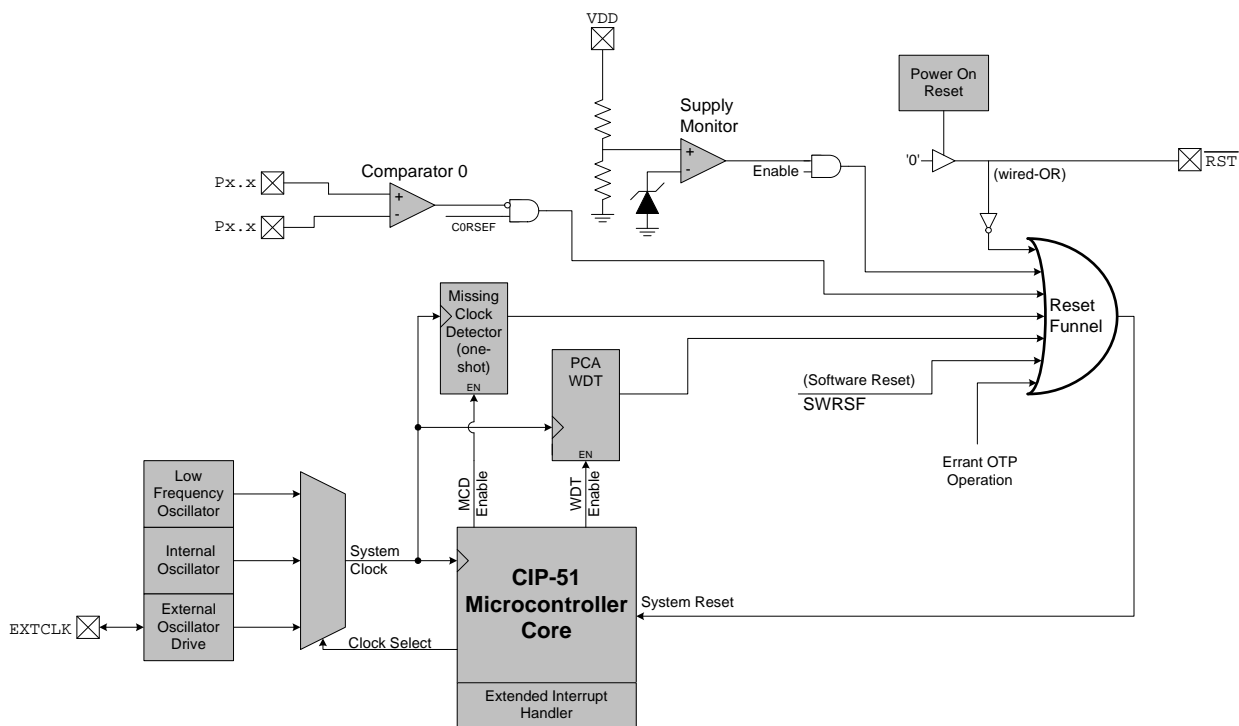 VDD
Power On
Reset
Supply
Monitor
+
-
Enable
'0'
RST
(wired-OR)
Comparator 0
Px.x
Px.x
+
-
C0RSEF
Reset
Funnel
Missing
Clock
Detector
(one-
shot)
EN
PCA
WDT
EN
(Software Reset)
SWRSF
Errant OTP
Operation
MCD
Enable
WDT
Enable
Low
Frequency
Oscillator
Internal
Oscillator
External
Oscillator
Drive
EXTCLK
System
Clock
Clock Select
CIP-51
Microcontroller
Core
System Reset
Extended Interrupt
Handler